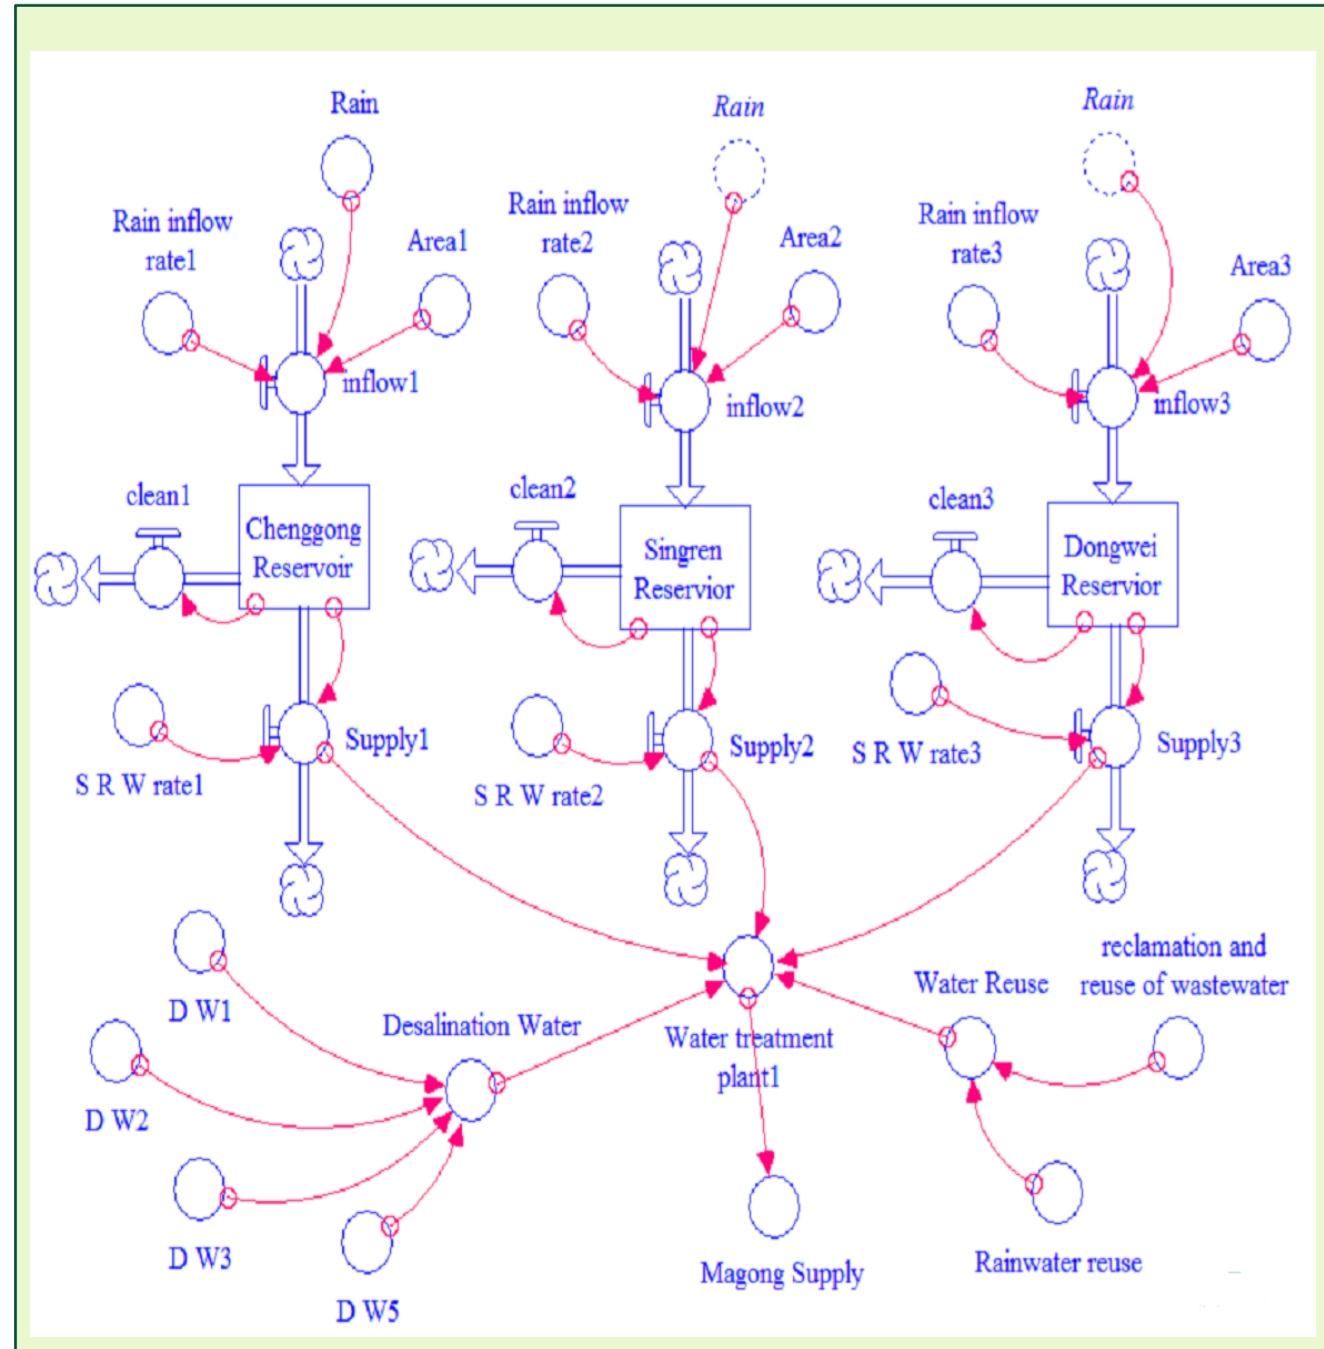 Rain
Rain
Rain
Rain inflow
rate1
Area1
Rain inflow
rate2
Area2
Rain inflow
rate3
Area3
inflow1
inflow2
inflow3
clean1
clean2
clean3
Chenggong
Reservoir
Singren
Reservior
Dongwei
Reservior
S R W rate1
Supply1
S R W rate2
Supply2
S R W rate3
Supply3
D W1
D W2
D W3
D W5
Desalination Water
Water treatment
plant1
Water Reuse
reclamation and
reuse of wastewater
Magong Supply
Rainwater reuse